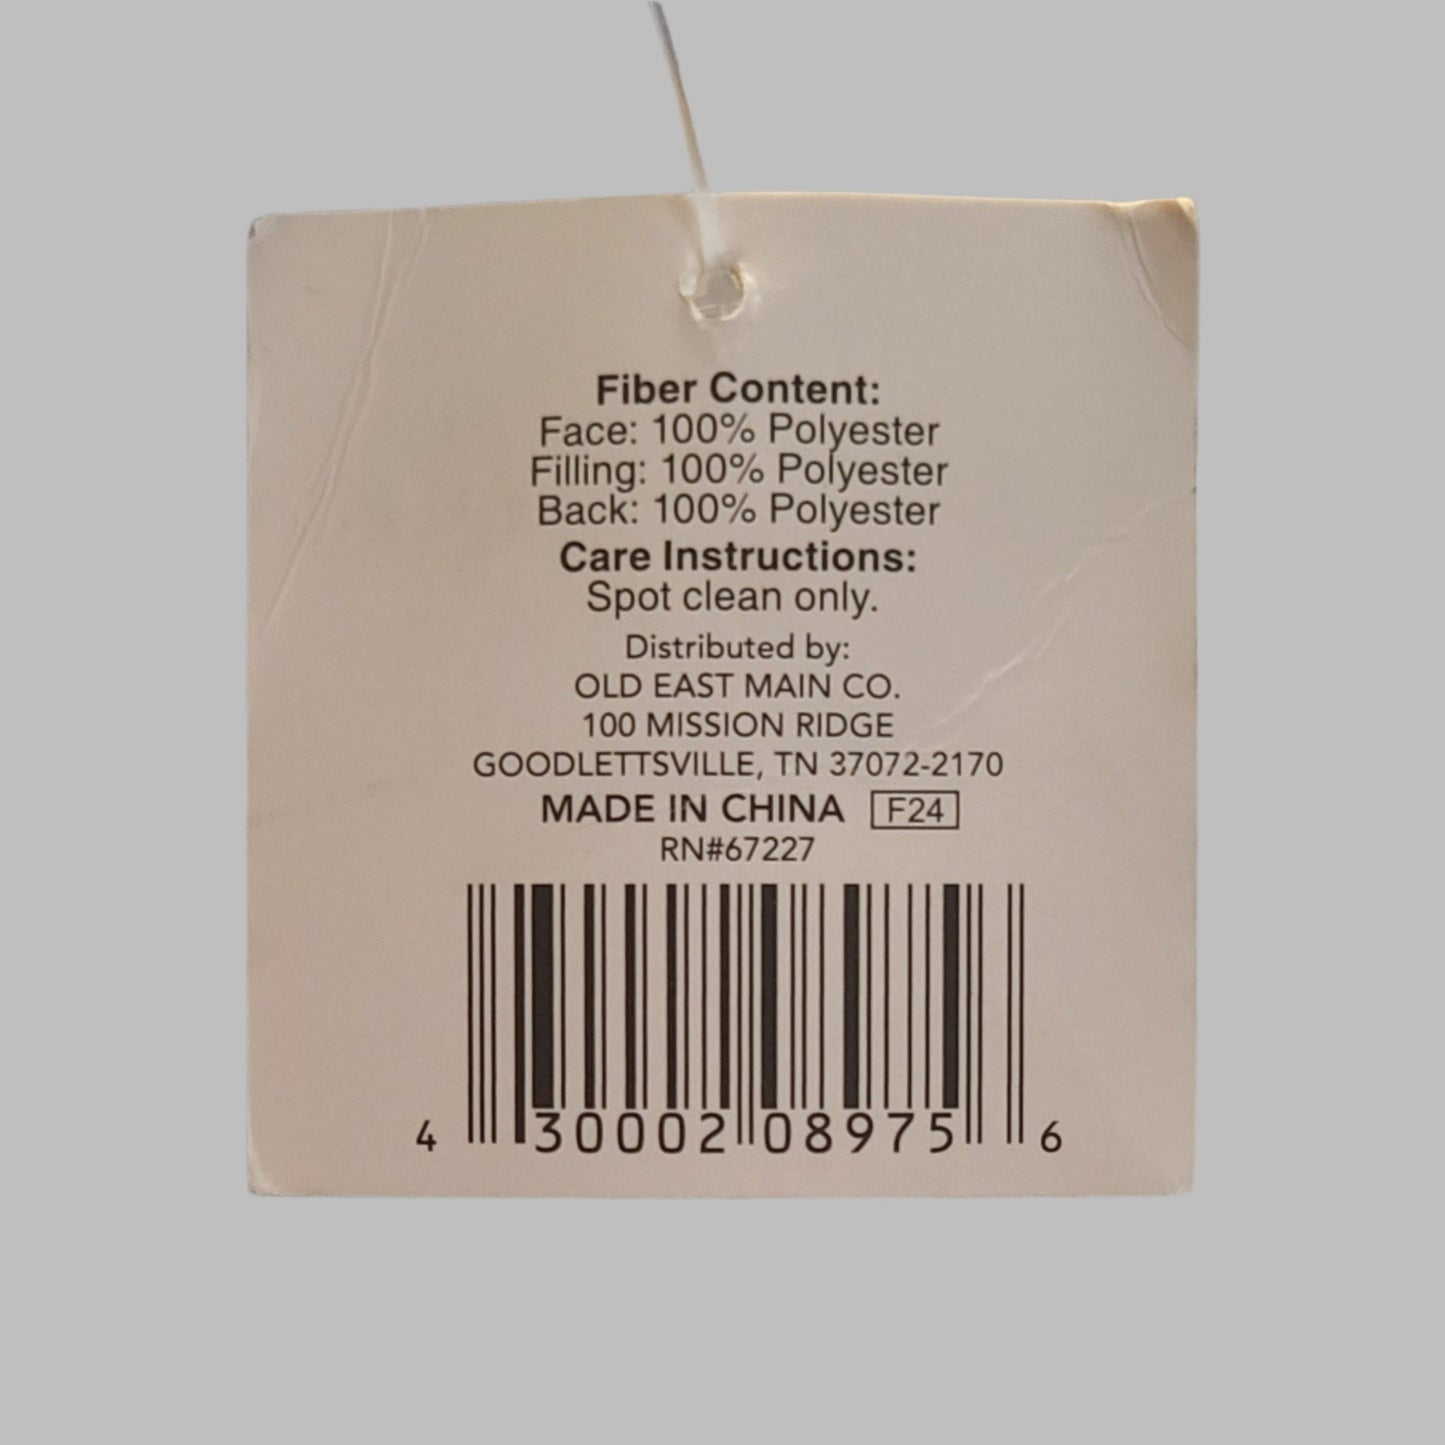 Fiber Content:
Face: 100% Polyester
Filling: 100% Polyester
Back: 100% Polyester
Care Instructions:
Spot clean only.
Distributed by:
OLD EAST MAIN CO.
100 MISSION RIDGE
GOODLETTSVILLE, TN 37072-2170
MADE IN CHINA F24
RN#67227
4 30002 08975 6